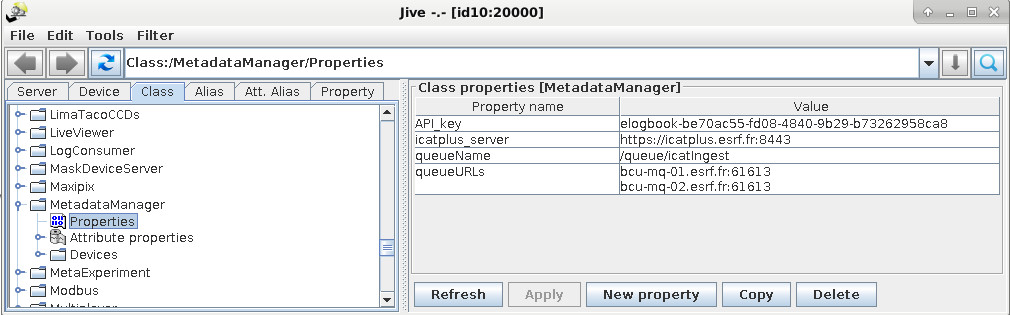 Jive -.- [id10:20000]
File Edit Tools Filter
Class:/MetadataManager/Properties
Server Device Class Alias Att. Alias Property
LimaTacoCCDs
LiveViewer
LogConsumer
MaskDeviceServer
Maxipix
MetadataManager
Properties
Attribute properties
Devices
MetaExperiment
Modbus
Class properties [MetadataManager]
Property name Value
API_key elogbook-be70ac55-fd08-4840-9b29-b73262958ca8
icatplus_server https://icatplus.esrf.fr:8443
queueName /queue/icatIngest
queueURLs bcu-mq-01.esrf.fr:61613
bcu-mq-02.esrf.fr:61613
Refresh Apply New property Copy Delete